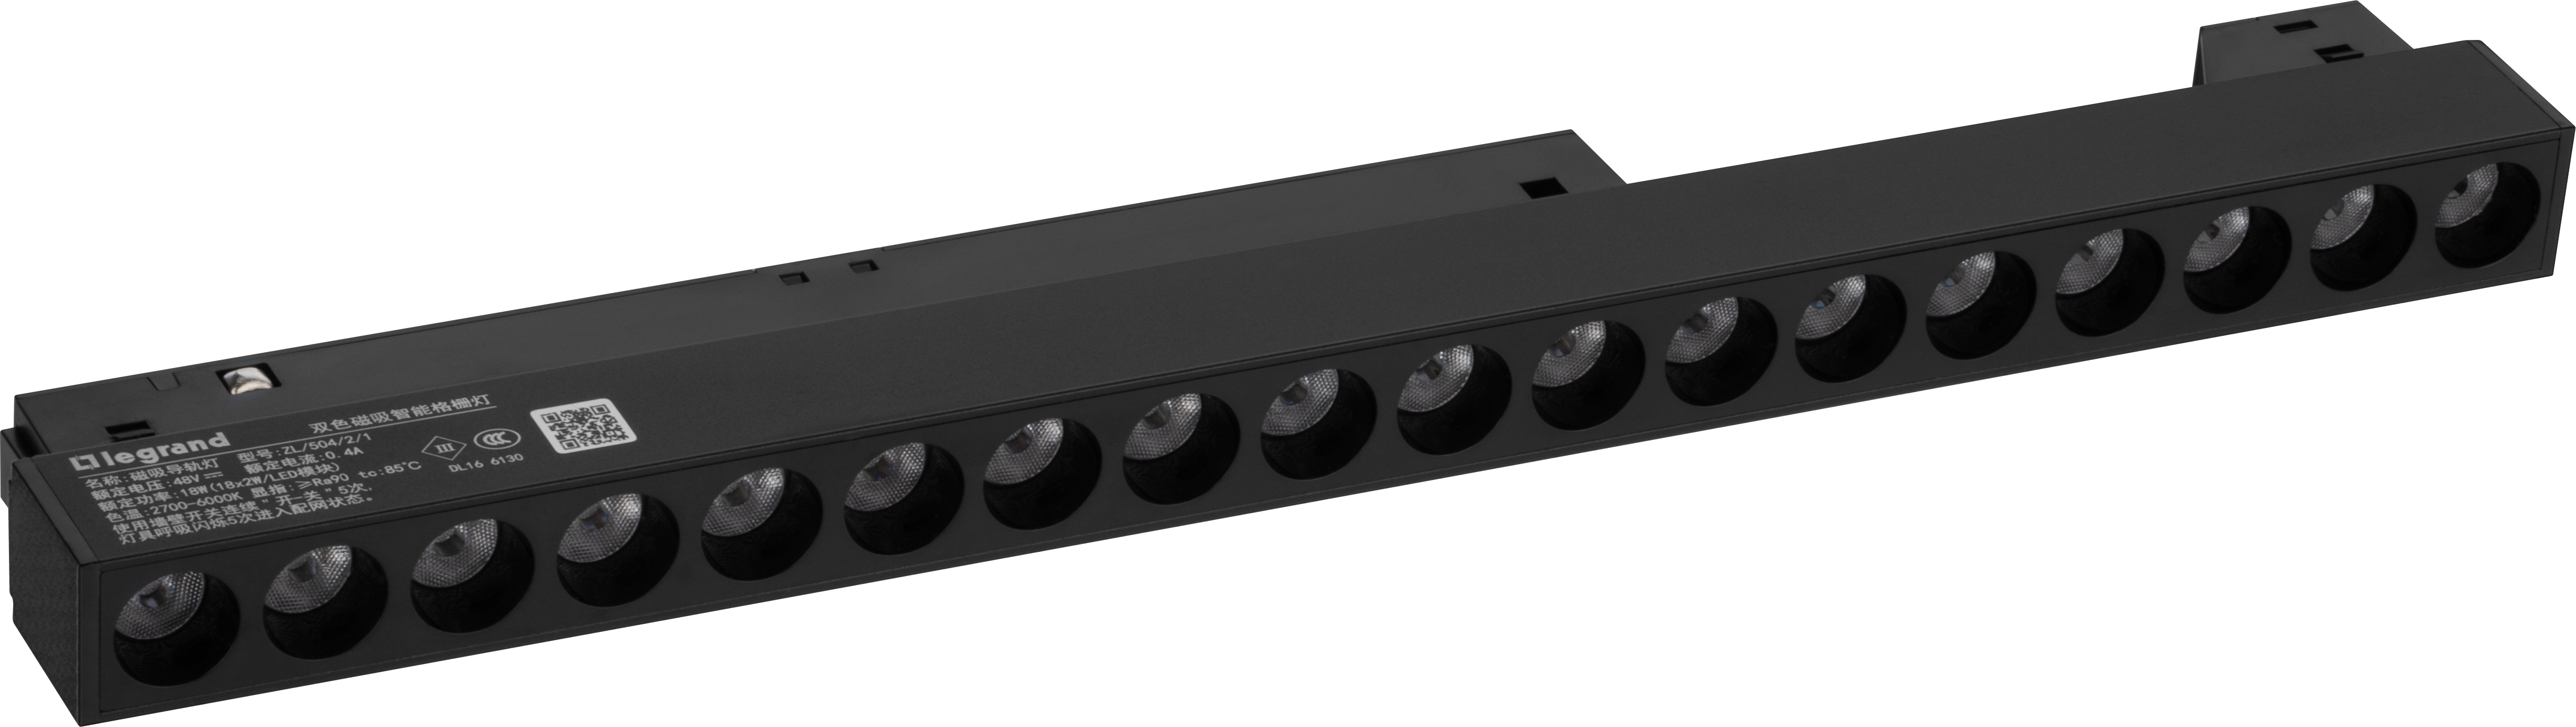 legrand 双色磁吸智能格栅灯
名称:磁吸导轨灯 型号:ZL/504/2/1
额定电压:48V⎓ 额定电流:0.4A
额定功率:18W(18x2W/LED模块)
色温:2700~6000K 显指:≥Ra90 tc:85°C
使用墙壁开关连续"开-关"5次,
灯具呼吸闪烁5次进入配网状态。
III CCC
DL16 6130